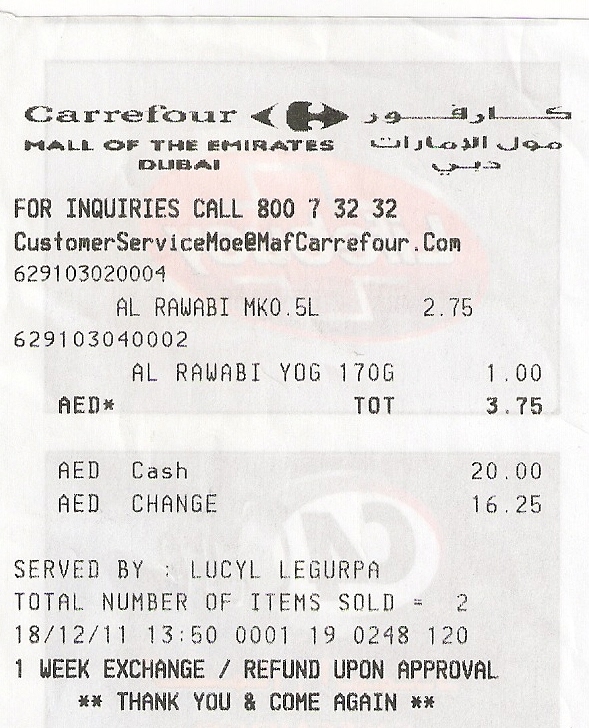 Carrefour كارفور
MALL OF THE EMIRATES مول الإمارات
DUBAI دبي
FOR INQUIRIES CALL 800 7 32 32
CustomerServiceMoe@MafCarrefour.Com
629103020004
AL RAWABI MK0.5L 2.75
629103040002
AL RAWABI YOG 170G 1.00
AED* TOT 3.75
AED Cash 20.00
AED CHANGE 16.25
SERVED BY : LUCYL LEGURPA
TOTAL NUMBER OF ITEMS SOLD = 2
18/12/11 13:50 0001 19 0248 120
1 WEEK EXCHANGE / REFUND UPON APPROVAL
** THANK YOU & COME AGAIN **